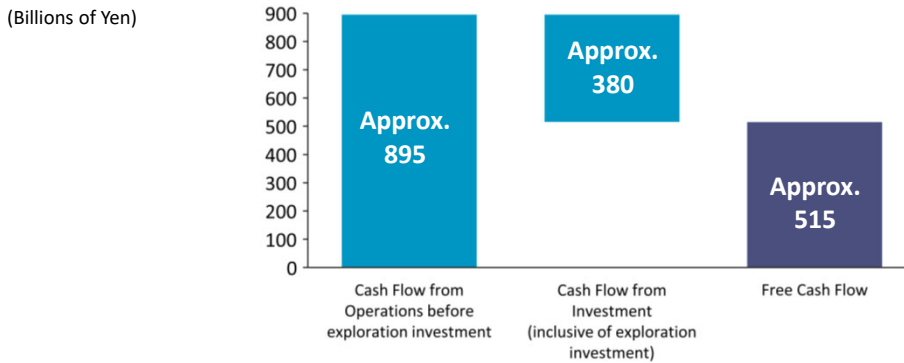 (Billions of Yen)
900
800
700
600
500
400
300
200
100
0
Approx.
895
Approx.
380
Approx.
515
Cash Flow from
Operations before
exploration investment
Cash Flow from
Investment
(inclusive of exploration
investment)
Free Cash Flow